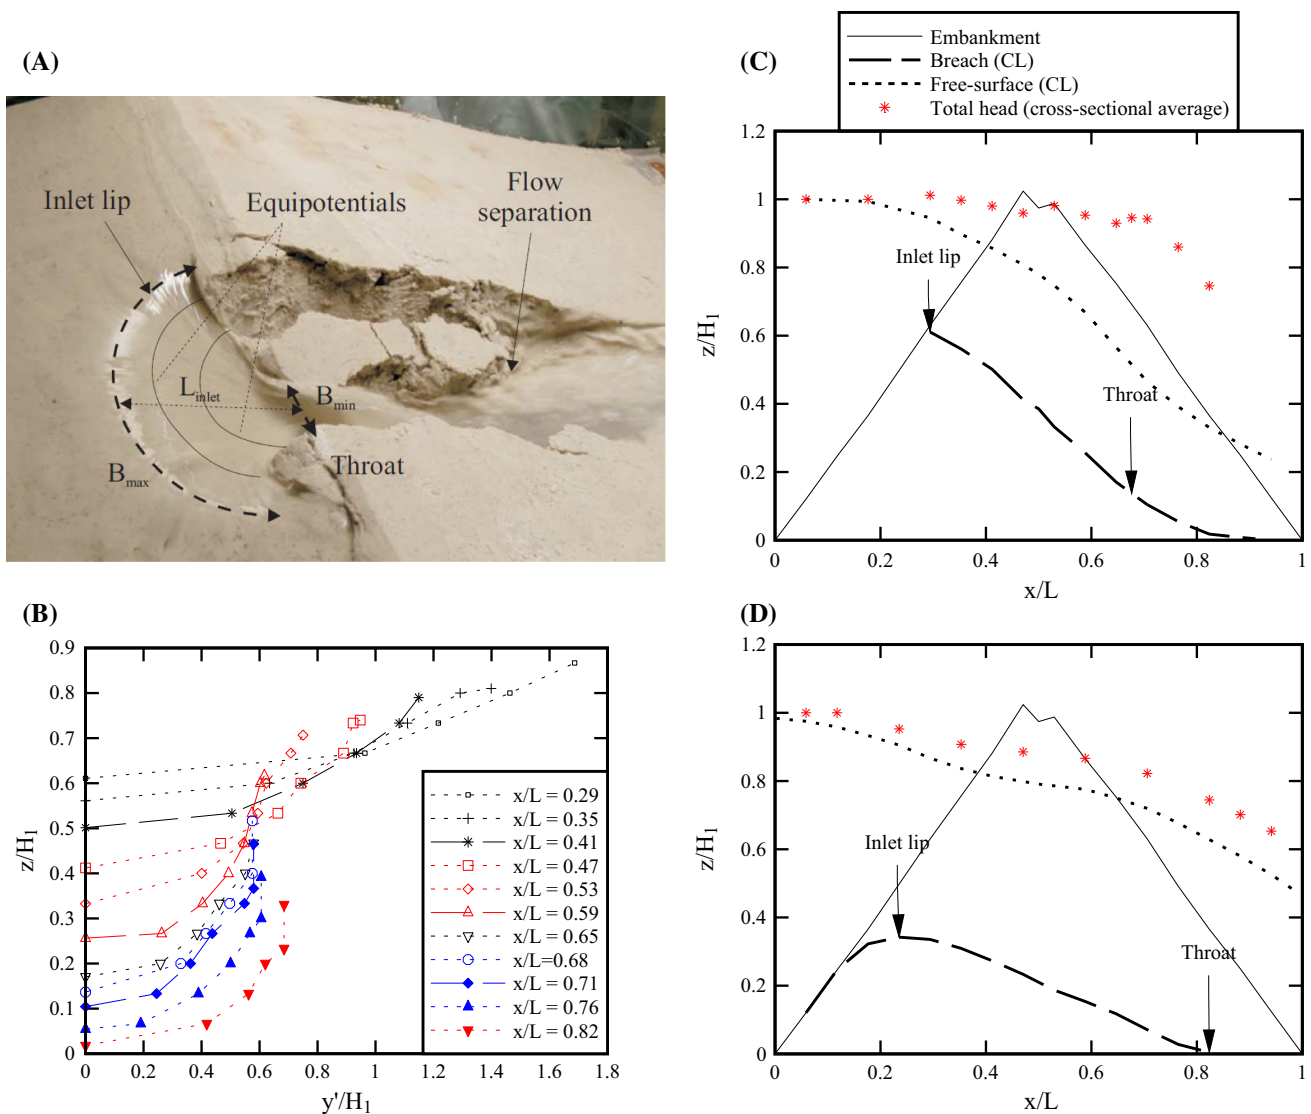 (A)
Inlet lip
Equipotentials
Flow
separation
L_inlet
B_min
B_max
Throat
(B)
0.9
0.8
0.7
0.6
0.5
0.4
0.3
0.2
0.1
0
z/H1
0 0.2 0.4 0.6 0.8 1 1.2 1.4 1.6 1.8
y'/H1
x/L = 0.29
x/L = 0.35
x/L = 0.41
x/L = 0.47
x/L = 0.53
x/L = 0.59
x/L = 0.65
x/L=0.68
x/L = 0.71
x/L = 0.76
x/L = 0.82
(C)
Embankment
Breach (CL)
Free-surface (CL)
Total head (cross-sectional average)
1.2
1
0.8
0.6
0.4
0.2
0
z/H1
Inlet lip
Throat
0 0.2 0.4 0.6 0.8 1
x/L
(D)
1.2
1
0.8
0.6
0.4
0.2
0
z/H1
Inlet lip
Throat
0 0.2 0.4 0.6 0.8 1
x/L